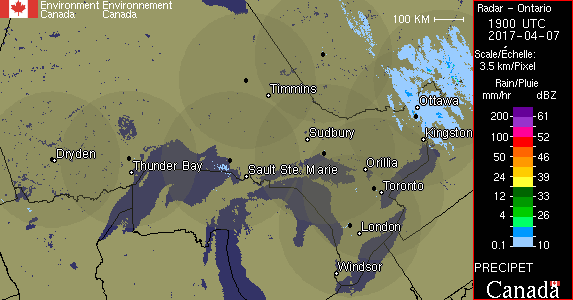 Environment Environnement
Canada Canada
100 KM
Timmins
Ottawa
Sudbury
Kingston
Dryden
Thunder Bay
Sault Ste. Marie
Orillia
Toronto
London
Windsor
Radar - Ontario
1900 UTC
2017-04-07
Scale/Échelle:
3.5 km/Pixel
Rain/Pluie
mm/hr dBZ
200 61
100 52
50 46
24 39
12 33
4 26
0.1 10
PRECIPET
Canada